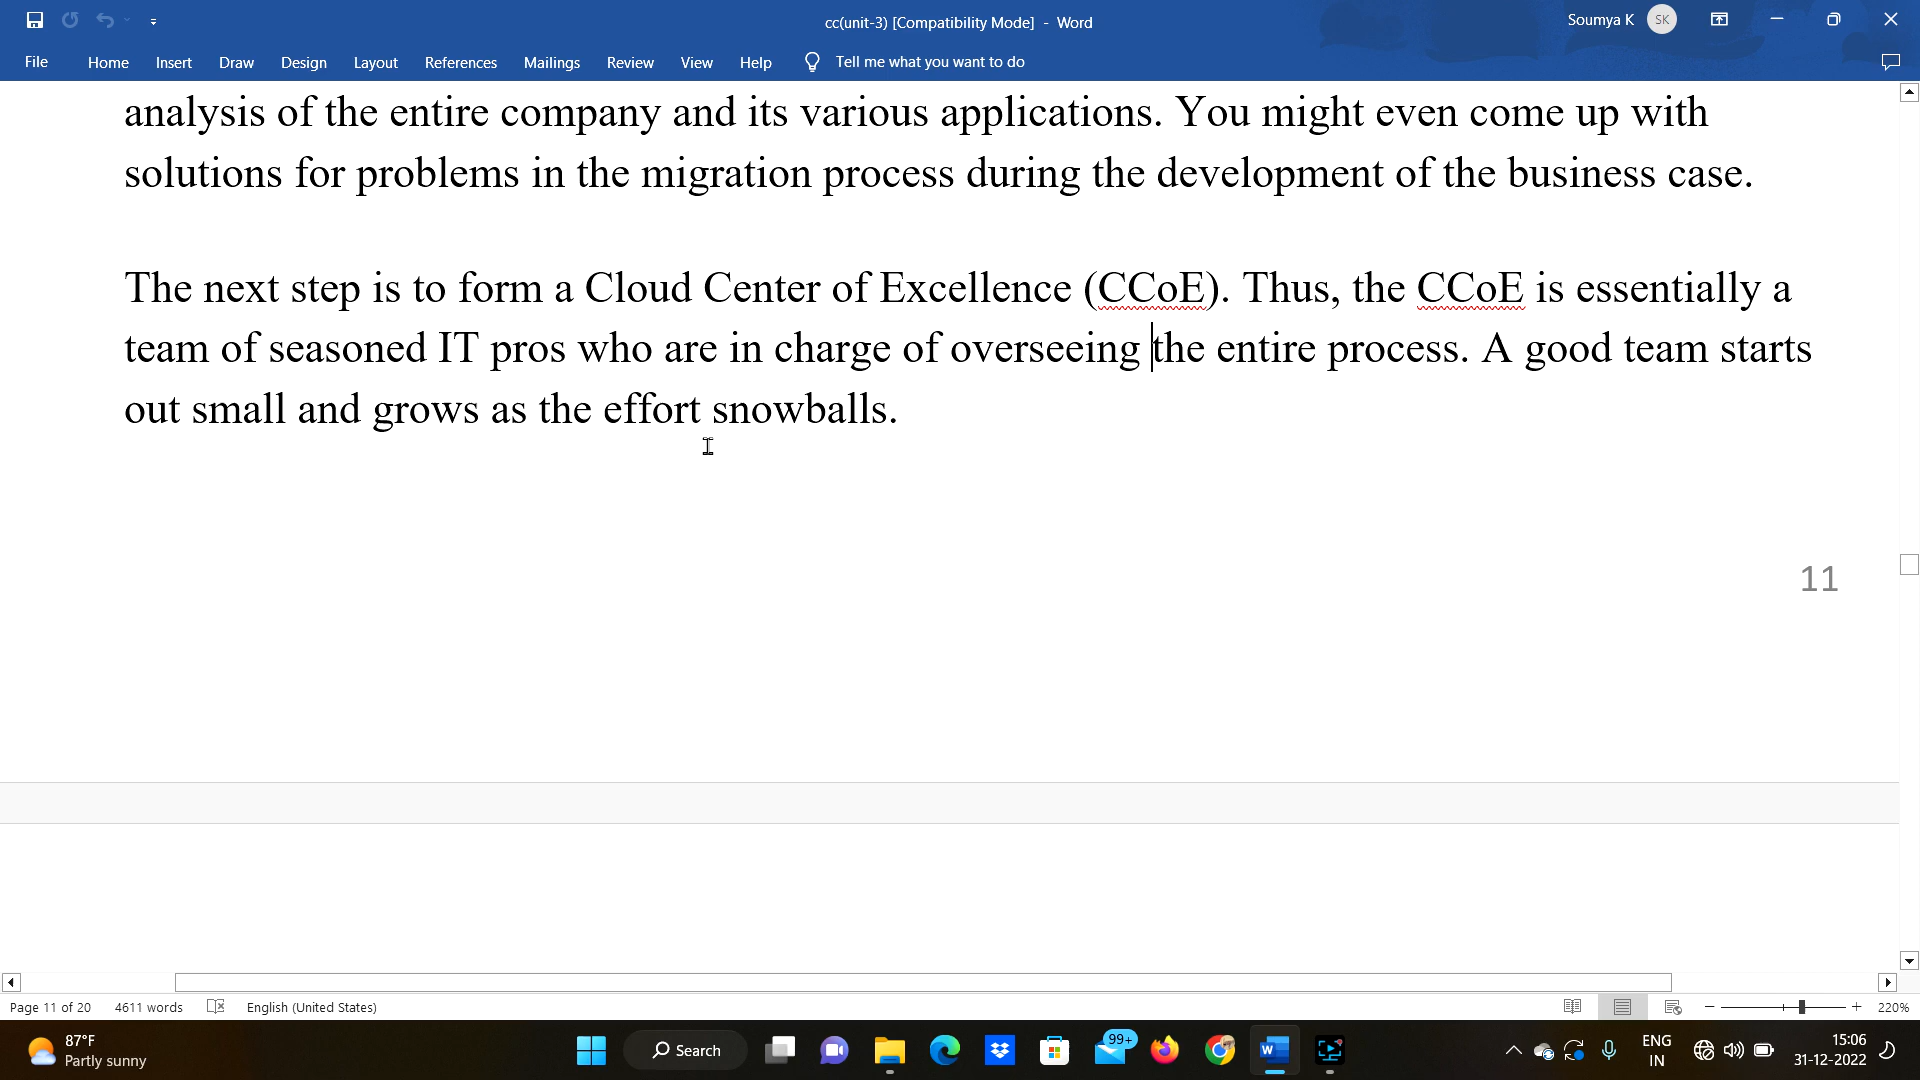 cc(unit-3) [Compatibility Mode] - Word
Soumya K
SK
File Home Insert Draw Design Layout References Mailings Review View Help Tell me what you want to do
analysis of the entire company and its various applications. You might even come up with
solutions for problems in the migration process during the development of the business case.
The next step is to form a Cloud Center of Excellence (CCoE). Thus, the CCoE is essentially a
team of seasoned IT pros who are in charge of overseeing the entire process. A good team starts
out small and grows as the effort snowballs.
11
Page 11 of 20 4611 words English (United States) 220%
87°F
Partly sunny
Search
99+
ENG
IN
15:06
31-12-2022